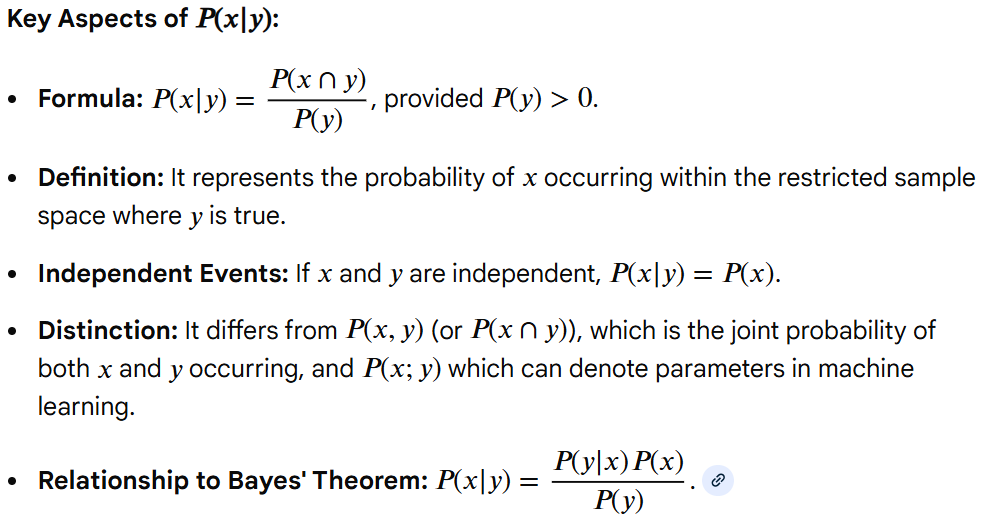 Key Aspects of P(x|y):
• Formula: P(x|y) = P(x ∩ y) / P(y), provided P(y) > 0.
• Definition: It represents the probability of x occurring within the restricted sample
space where y is true.
• Independent Events: If x and y are independent, P(x|y) = P(x).
• Distinction: It differs from P(x, y) (or P(x ∩ y)), which is the joint probability of
both x and y occurring, and P(x; y) which can denote parameters in machine
learning.
• Relationship to Bayes' Theorem: P(x|y) = P(y|x) P(x) / P(y).